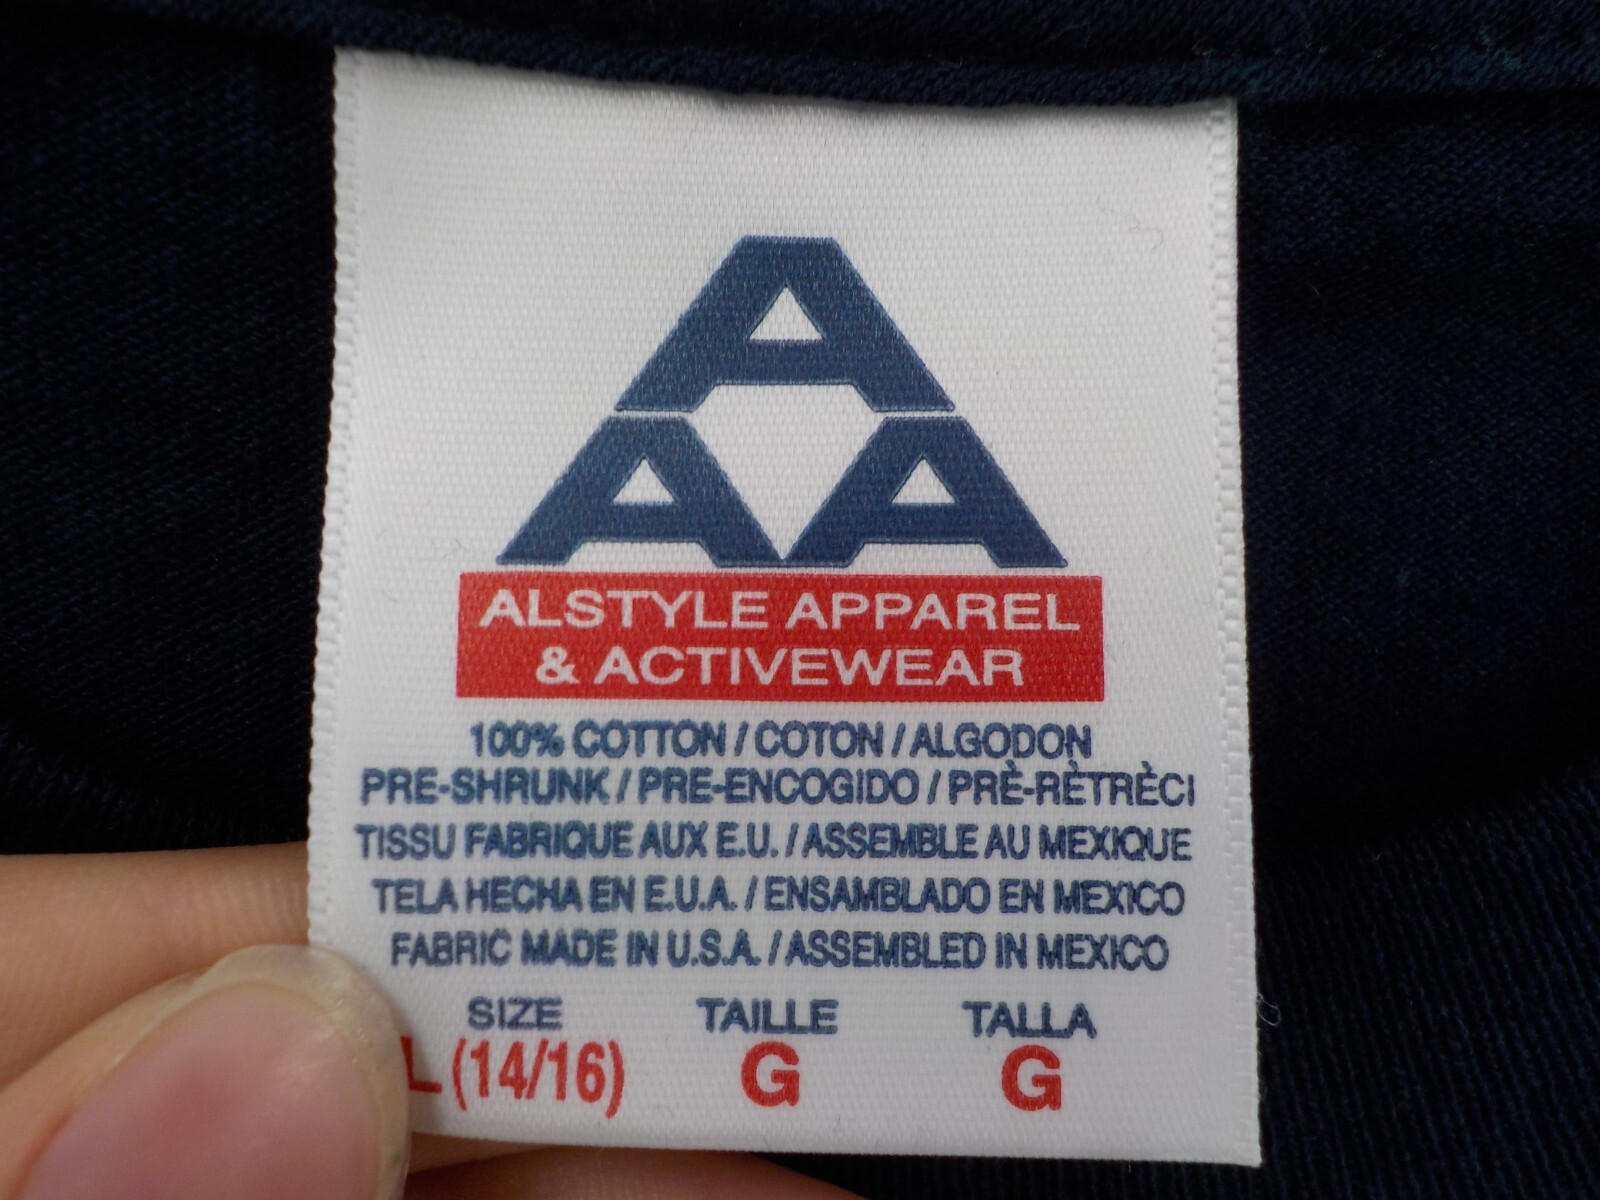 A
AA
ALSTYLE APPAREL
& ACTIVEWEAR
100% COTTON / COTON / ALGODON
PRE-SHRUNK / PRE-ENCOGIDO / PRÈ-RÈTRÈCI
TISSU FABRIQUE AUX E.U. / ASSEMBLE AU MEXIQUE
TELA HECHA EN E.U.A. / ENSAMBLADO EN MEXICO
FABRIC MADE IN U.S.A. / ASSEMBLED IN MEXICO
SIZE TAILLE TALLA
L (14/16) G G